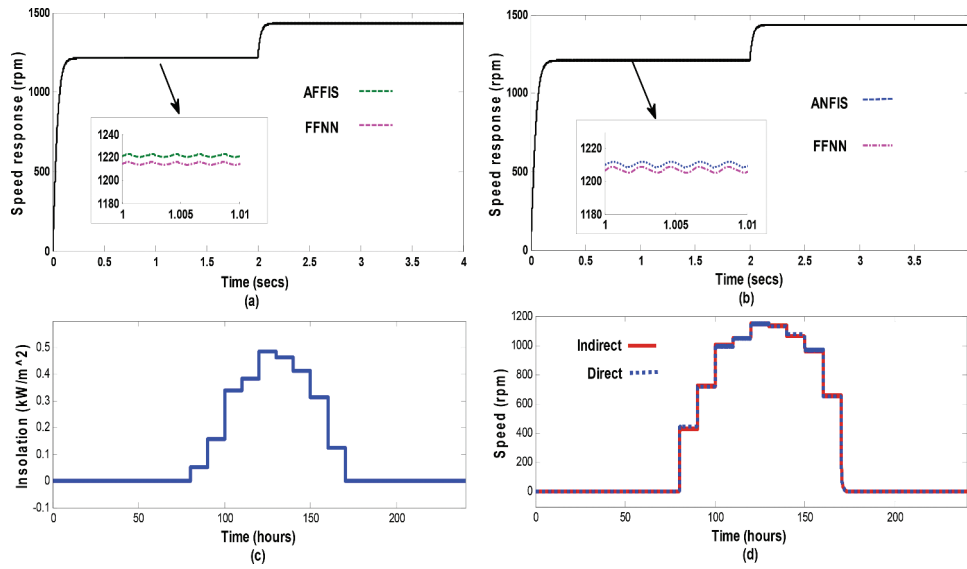 1500
1000
500
0
Speed response (rpm)
AFFIS
FFNN
1240
1220
1200
1180
1
1.005
1.01
0 0.5 1 1.5 2 2.5 3 3.5 4
Time (secs)
(a)
1500
1000
500
0
Speed response (rpm)
ANFIS
FFNN
1220
1200
1180
1
1.005
1.01
0 0.5 1 1.5 2 2.5 3 3.5
Time (secs)
(b)
0.5
0.4
0.3
0.2
0.1
0
-0.1
Insolation (kW/m^2)
0 50 100 150 200
Time (hours)
(c)
1200
1000
800
600
400
200
0
Speed (rpm)
Indirect
Direct
0 50 100 150 200
Time (hours)
(d)